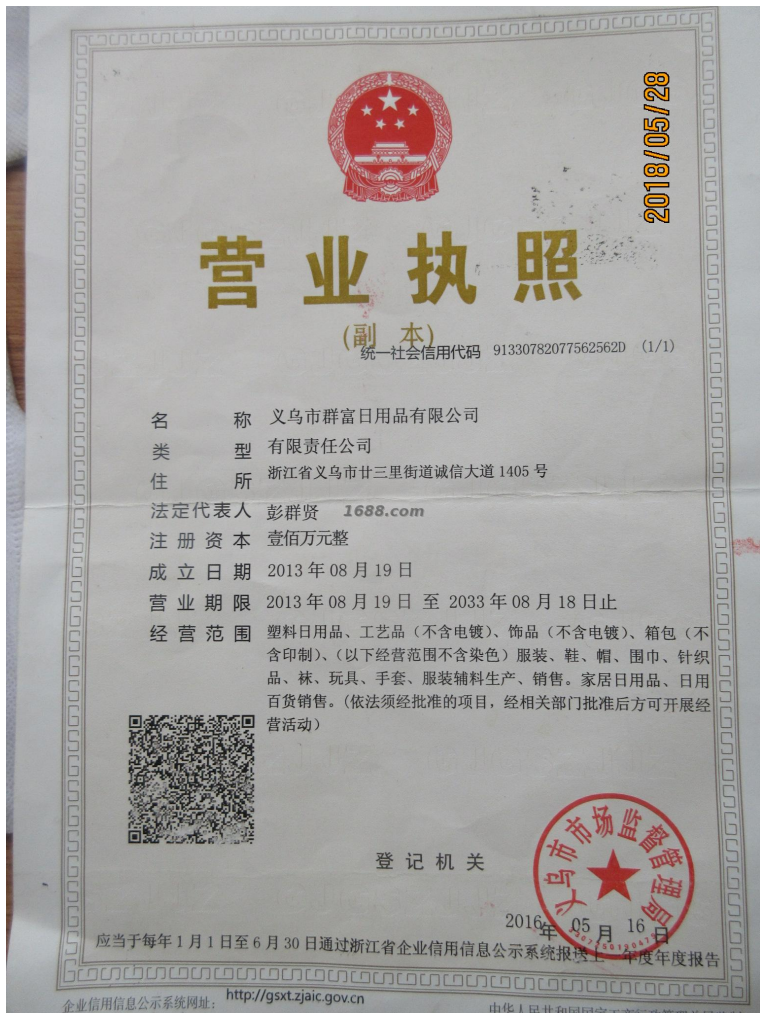 2018/05/28
营业执照
(副 本)
统一社会信用代码 91330782077562562D (1/1)
名 称 义乌市群富日用品有限公司
类 型 有限责任公司
住 所 浙江省义乌市廿三里街道诚信大道1405号
法定代表人 彭群贤
1688.com
注册资本 壹佰万元整
成立日期 2013年08月19日
营业期限 2013年08月19日 至 2033年08月18日止
经营范围 塑料日用品、工艺品（不含电镀）、饰品（不含电镀）、箱包（不
含印制）、（以下经营范围不含染色）服装、鞋、帽、围巾、针织
品、袜、玩具、手套、服装辅料生产、销售。家居日用品、日用
百货销售。(依法须经批准的项目，经相关部门批准后方可开展经
营活动）
登记机关
义乌市市场监督管理局
2016年 05月 16日
应当于每年1月1日至6月30日通过浙江省企业信用信息公示系统报送上一年度年度报告
企业信用信息公示系统网址： http://gsxt.zjaic.gov.cn